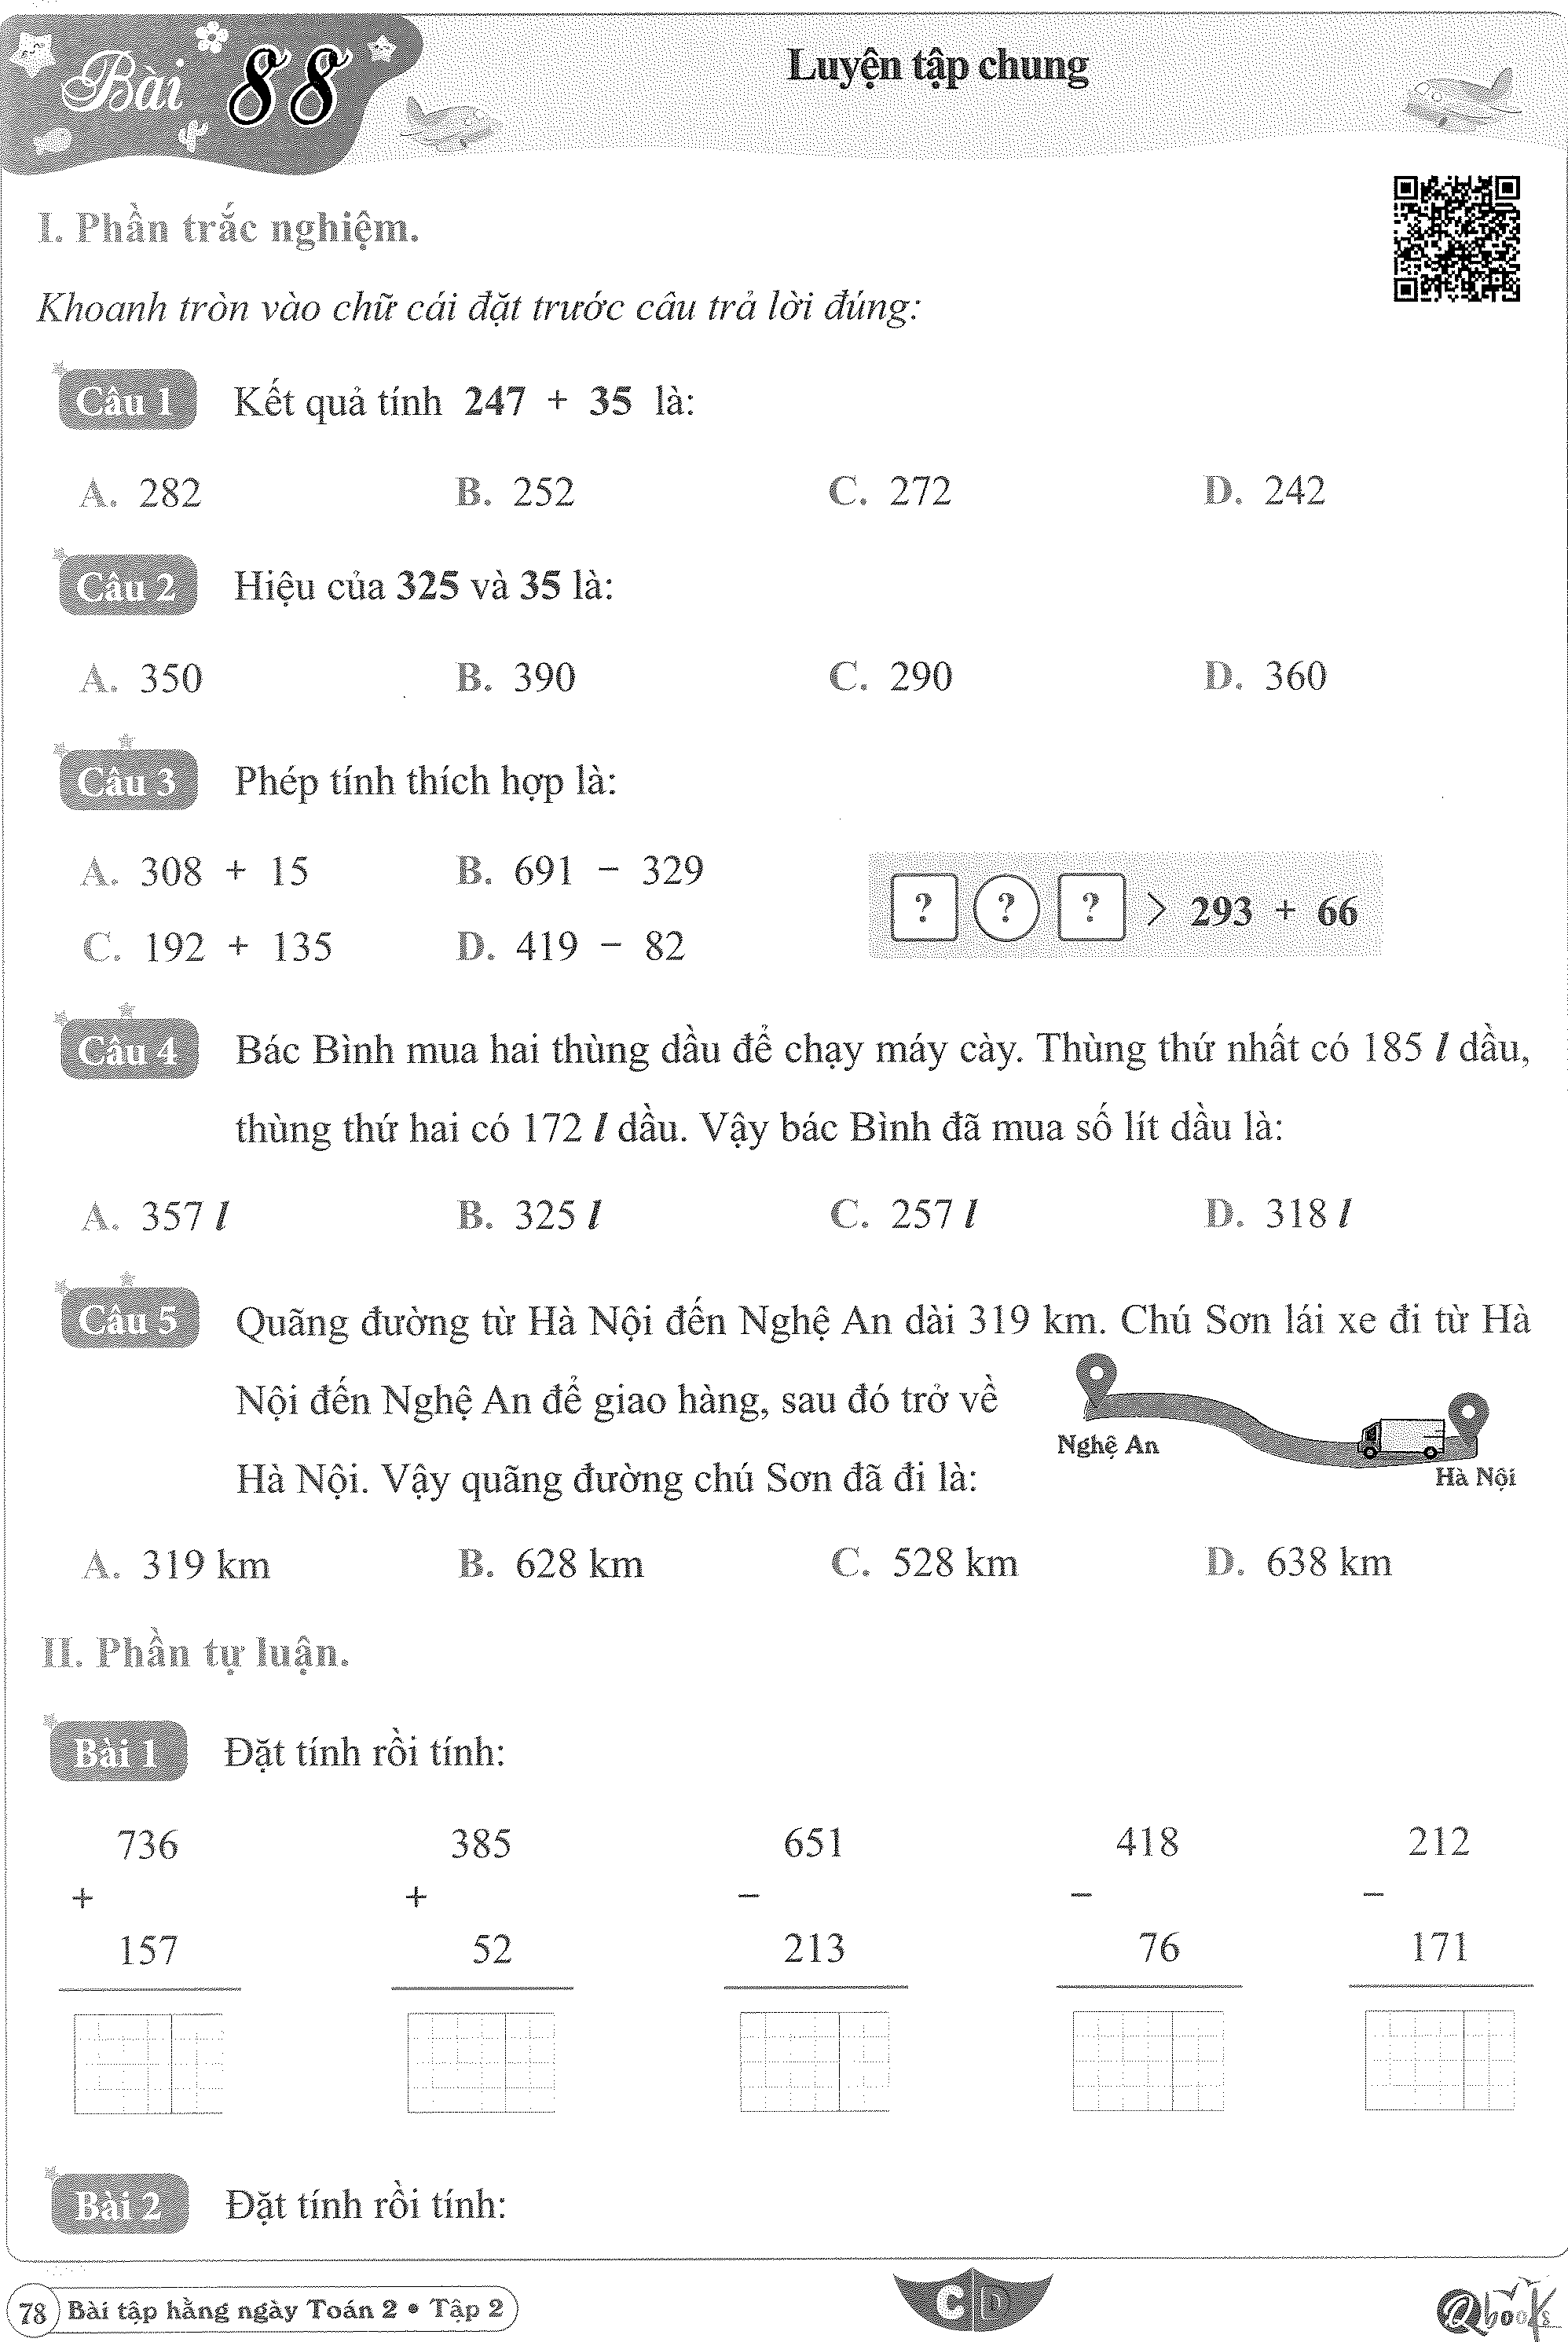 Bài 88
Luyện tập chung
I. Phần trắc nghiệm.
Khoanh tròn vào chữ cái đặt trước câu trả lời đúng:
Câu 1 Kết quả tính 247 + 35 là:
A. 282 B. 252 C. 272 D. 242
Câu 2 Hiệu của 325 và 35 là:
A. 350 B. 390 C. 290 D. 360
Câu 3 Phép tính thích hợp là:
A. 308 + 15 B. 691 − 329
? ? ? > 293 + 66
C. 192 + 135 D. 419 − 82
Câu 4 Bác Bình mua hai thùng dầu để chạy máy cày. Thùng thứ nhất có 185 l dầu,
thùng thứ hai có 172 l dầu. Vậy bác Bình đã mua số lít dầu là:
A. 357 l B. 325 l C. 257 l D. 318 l
Câu 5 Quãng đường từ Hà Nội đến Nghệ An dài 319 km. Chú Sơn lái xe đi từ Hà
Nội đến Nghệ An để giao hàng, sau đó trở về
Hà Nội. Vậy quãng đường chú Sơn đã đi là:
Nghệ An
Hà Nội
A. 319 km B. 628 km C. 528 km D. 638 km
II. Phần tự luận.
Bài 1 Đặt tính rồi tính:
736 385 651 418 212
+ + − − −
157 52 213 76 171
Bài 2 Đặt tính rồi tính:
78 Bài tập hằng ngày Toán 2 • Tập 2
C D
Qbooks